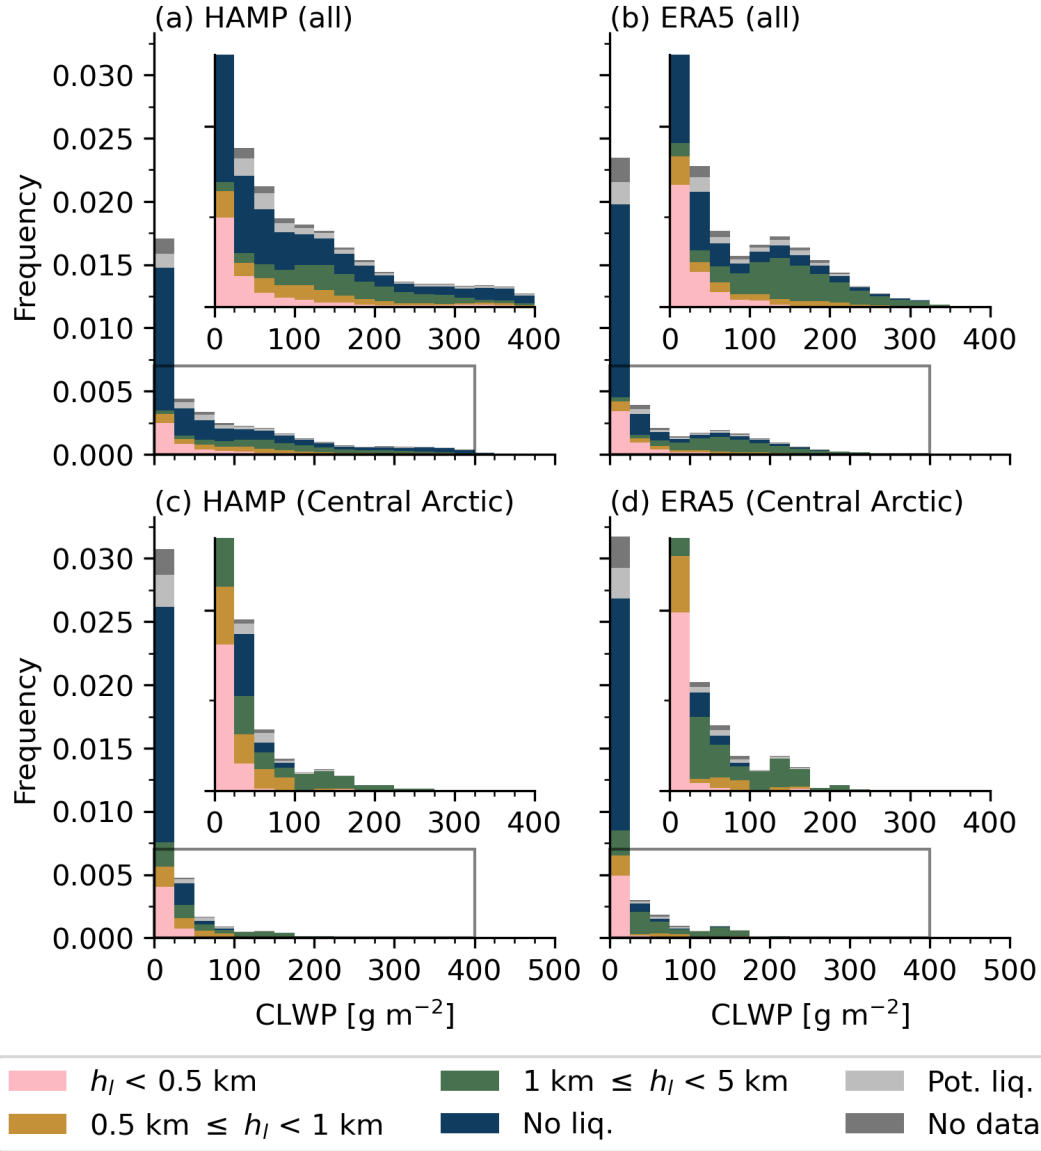 (a) HAMP (all)
(b) ERA5 (all)
Frequency
0.030
0.025
0.020
0.015
0.010
0.005
0.000
0 100 200 300 400
0 100 200 300 400
(c) HAMP (Central Arctic)
(d) ERA5 (Central Arctic)
Frequency
0.030
0.025
0.020
0.015
0.010
0.005
0.000
0 100 200 300 400
0 100 200 300 400
0 100 200 300 400 500
0 100 200 300 400 500
CLWP [g m⁻²]
CLWP [g m⁻²]
hₗ < 0.5 km
1 km ≤ hₗ < 5 km
Pot. liq.
0.5 km ≤ hₗ < 1 km
No liq.
No data